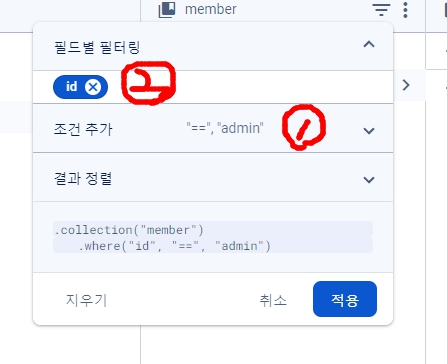 member
필드별 필터링
id
2
조건 추가 "==", "admin" 1
결과 정렬
.collection("member")
.where("id", "==", "admin")
지우기 취소 적용